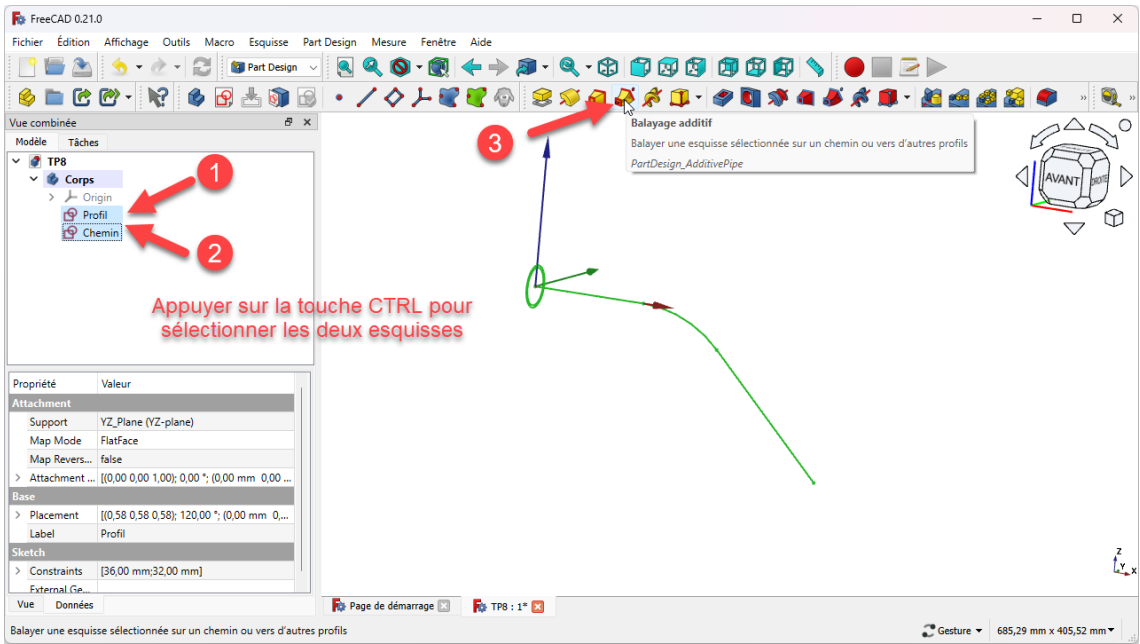 FreeCAD 0.21.0
Fichier Édition Affichage Outils Macro Esquisse Part Design Mesure Fenêtre Aide
Part Design
Vue combinée
Modèle Tâches
TP8
Corps
Origin
Profil
Chemin
1
2
3
Balayage additif
Balayer une esquisse sélectionnée sur un chemin ou vers d'autres profils
PartDesign_AdditivePipe
AVANT
DROITE
Appuyer sur la touche CTRL pour
sélectionner les deux esquisses
Propriété Valeur
Attachment
Support YZ_Plane (YZ-plane)
Map Mode FlatFace
Map Revers... false
Attachment ... [(0,00 0,00 1,00); 0,00 °; (0,00 mm 0,00 ...
Base
Placement [(0,58 0,58 0,58); 120,00 °; (0,00 mm 0,...
Label Profil
Sketch
Constraints [36,00 mm;32,00 mm]
External Ge...
Vue Données
Page de démarrage
TP8 : 1*
Z
Y
X
Balayer une esquisse sélectionnée sur un chemin ou vers d'autres profils
Gesture
685,29 mm x 405,52 mm